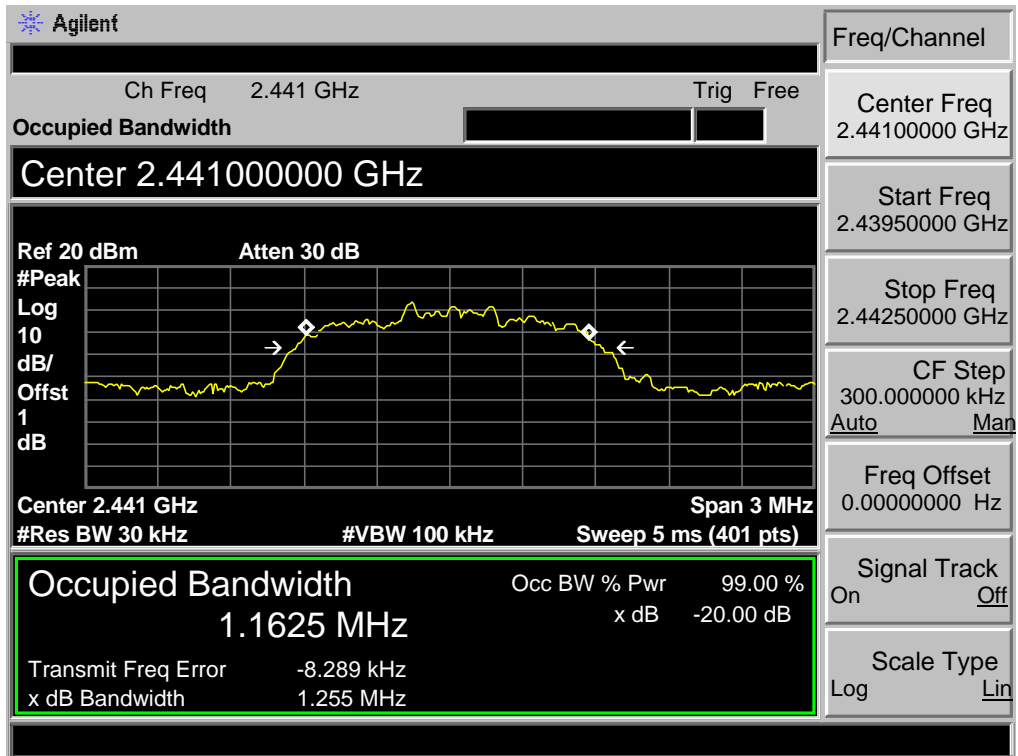 Agilent
Freq/Channel
Ch Freq 2.441 GHz Trig Free
Occupied Bandwidth
Center 2.441000000 GHz
Ref 20 dBm Atten 30 dB
#Peak
Log
10
dB/
Offst
1
dB
Center 2.441 GHz Span 3 MHz
#Res BW 30 kHz #VBW 100 kHz Sweep 5 ms (401 pts)
Occupied Bandwidth
1.1625 MHz
Occ BW % Pwr 99.00 %
x dB -20.00 dB
Transmit Freq Error -8.289 kHz
x dB Bandwidth 1.255 MHz
Center Freq
2.44100000 GHz
Start Freq
2.43950000 GHz
Stop Freq
2.44250000 GHz
CF Step
300.000000 kHz
Auto Man
Freq Offset
0.00000000 Hz
Signal Track
On Off
Scale Type
Log Lin